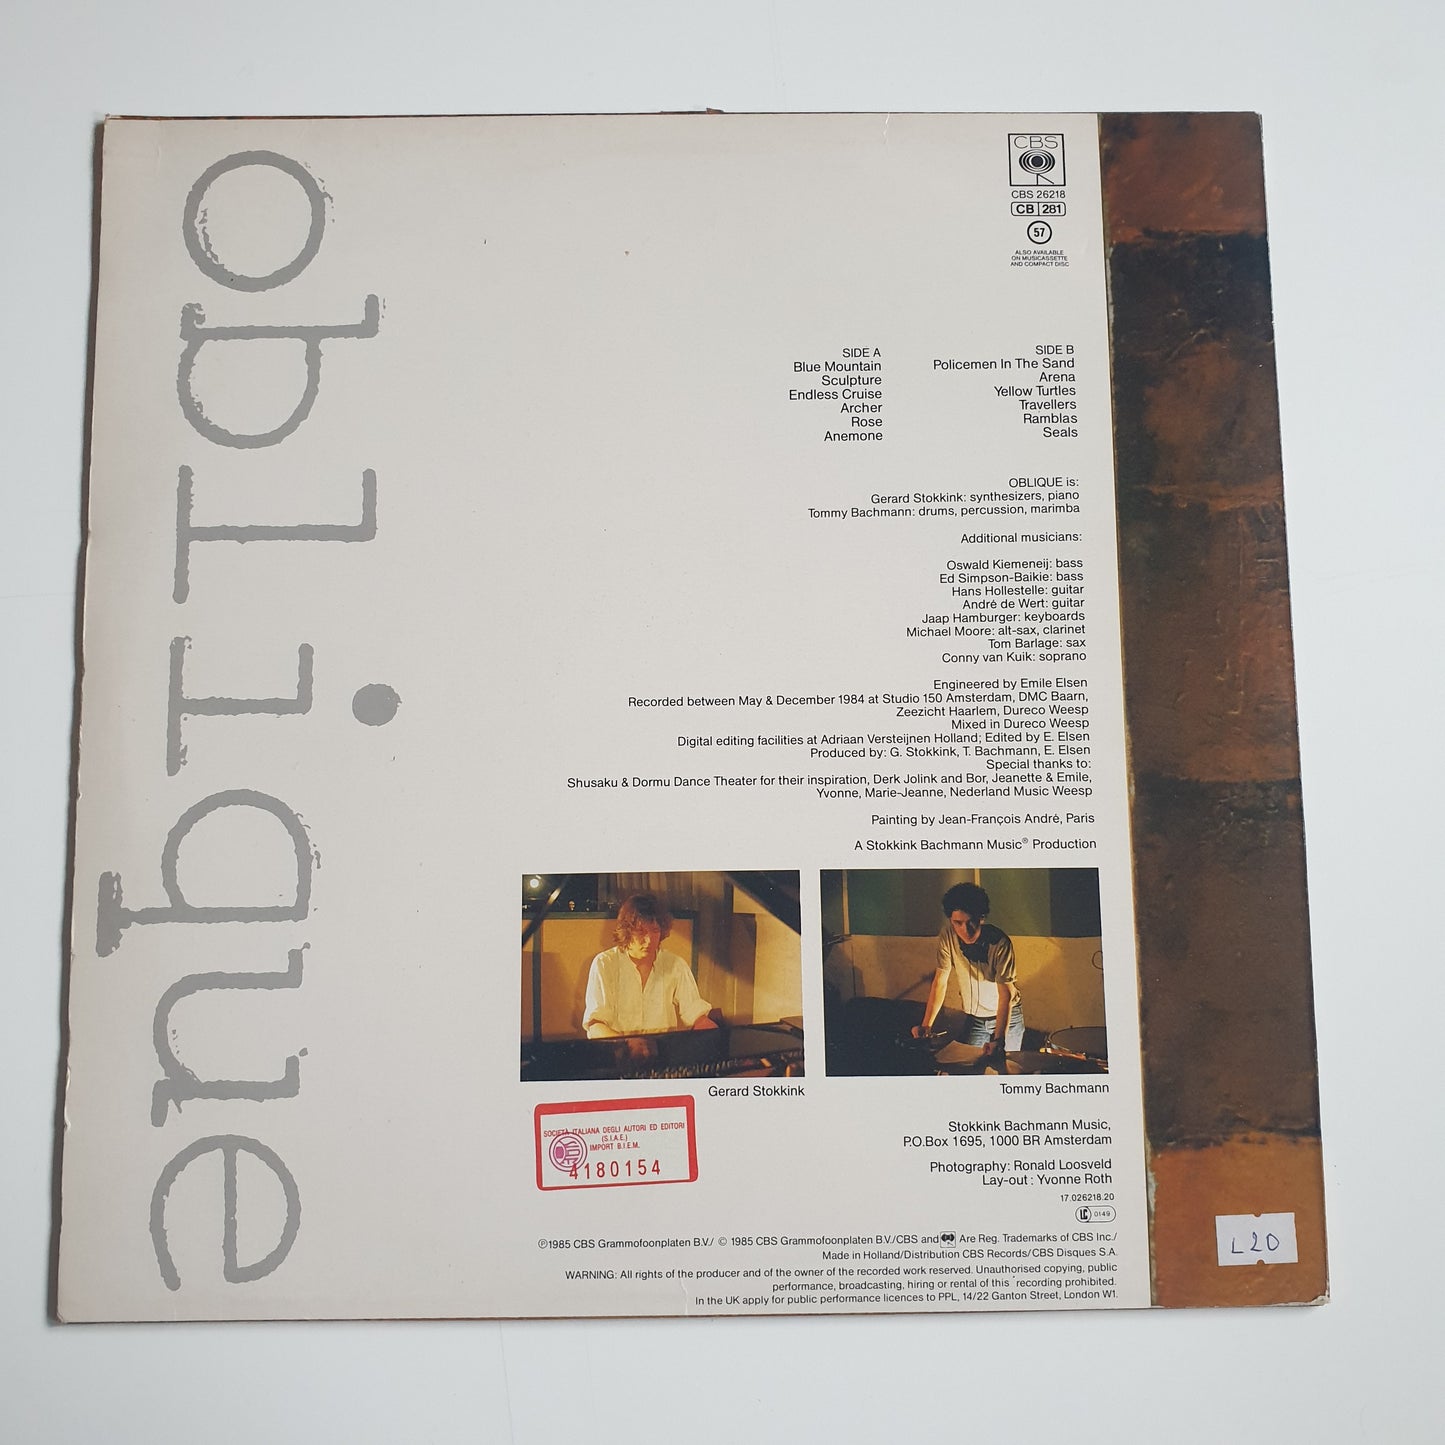 oblique
CBS
CBS 26218
CB 281
57
ALSO AVAILABLE
ON MUSICASSETTE
AND COMPACT DISC
SIDE A
Blue Mountain
Sculpture
Endless Cruise
Archer
Rose
Anemone
SIDE B
Policemen In The Sand
Arena
Yellow Turtles
Travellers
Ramblas
Seals
OBLIQUE is:
Gerard Stokkink: synthesizers, piano
Tommy Bachmann: drums, percussion, marimba
Additional musicians:
Oswald Kiemeneij: bass
Ed Simpson-Baikie: bass
Hans Hollestelle: guitar
André de Wert: guitar
Jaap Hamburger: keyboards
Michael Moore: alt-sax, clarinet
Tom Barlage: sax
Conny van Kuik: soprano
Engineered by Emile Elsen
Recorded between May & December 1984 at Studio 150 Amsterdam, DMC Baarn,
Zeezicht Haarlem, Dureco Weesp
Mixed in Dureco Weesp
Digital editing facilities at Adriaan Versteijnen Holland; Edited by E. Elsen
Produced by: G. Stokkink, T. Bachmann, E. Elsen
Special thanks to:
Shusaku & Dormu Dance Theater for their inspiration, Derk Jolink and Bor, Jeanette & Emile,
Yvonne, Marie-Jeanne, Nederland Music Weesp
Painting by Jean-François André, Paris
A Stokkink Bachmann Music® Production
Gerard Stokkink
Tommy Bachmann
SOCIETÀ ITALIANA DEGLI AUTORI ED EDITORI
(S.I.A.E.)
IMPORT B.I.E.M.
4180154
Stokkink Bachmann Music,
P.O.Box 1695, 1000 BR Amsterdam
Photography: Ronald Loosveld
Lay-out: Yvonne Roth
17.026218.20
LC 0149
℗1985 CBS Grammofoonplaten B.V./ © 1985 CBS Grammofoonplaten B.V./CBS and Are Reg. Trademarks of CBS Inc./
Made in Holland/Distribution CBS Records/CBS Disques S.A.
WARNING: All rights of the producer and of the owner of the recorded work reserved. Unauthorised copying, public
performance, broadcasting, hiring or rental of this recording prohibited.
In the UK apply for public performance licences to PPL, 14/22 Ganton Street, London W1.
L20